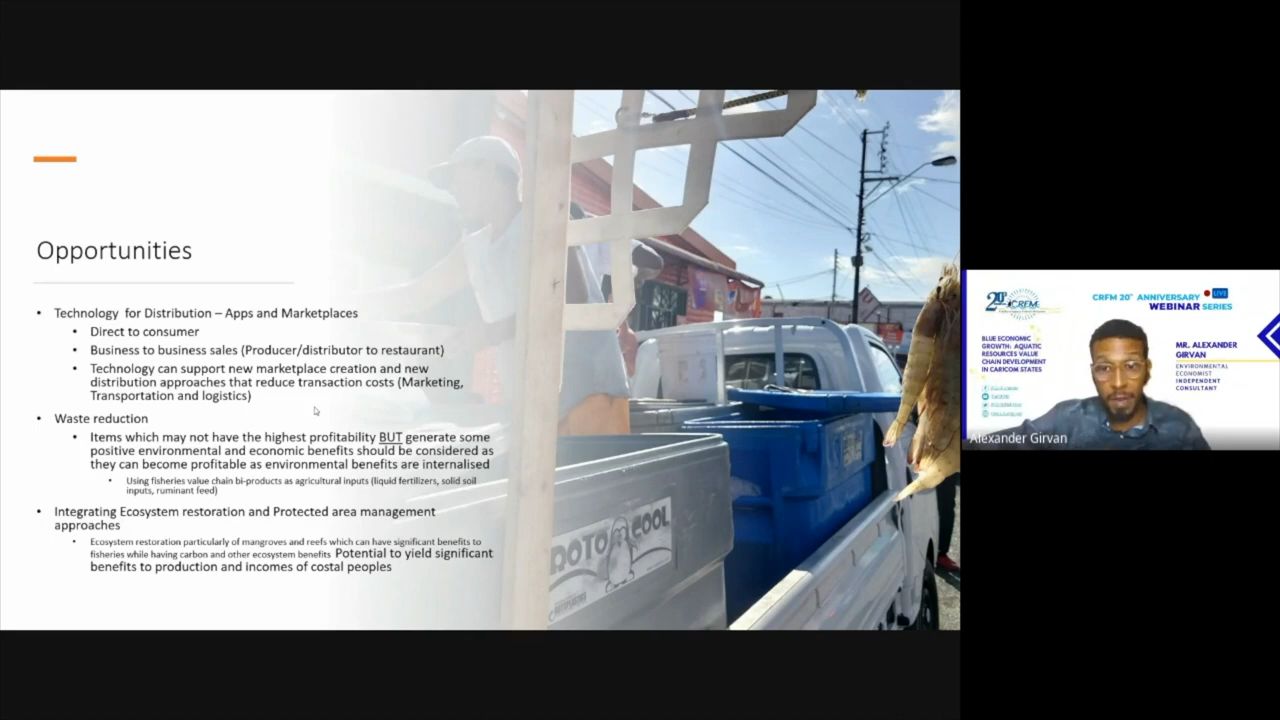 Opportunities
• Technology for Distribution – Apps and Marketplaces
• Direct to consumer
• Business to business sales (Producer/distributor to restaurant)
• Technology can support new marketplace creation and new
distribution approaches that reduce transaction costs (Marketing,
Transportation and logistics)
• Waste reduction
• Items which may not have the highest profitability BUT generate some
positive environmental and economic benefits should be considered as
they can become profitable as environmental benefits are internalised
• Using fisheries value chain bi-products as agricultural inputs (liquid fertilizers, solid soil
inputs, ruminant feed)
• Integrating Ecosystem restoration and Protected area management
approaches
• Ecosystem restoration particularly of mangroves and reefs which can have significant benefits to
fisheries while having carbon and other ecosystem benefits Potential to yield significant
benefits to production and incomes of costal peoples
ROTO COOL
20th CRFM
CRFM 20TH ANNIVERSARY LIVE
WEBINAR SERIES
BLUE ECONOMIC
GROWTH: AQUATIC
RESOURCES VALUE
CHAIN DEVELOPMENT
IN CARICOM STATES
MR. ALEXANDER
GIRVAN
ENVIRONMENTAL
ECONOMIST
INDEPENDENT
CONSULTANT
Alexander Girvan